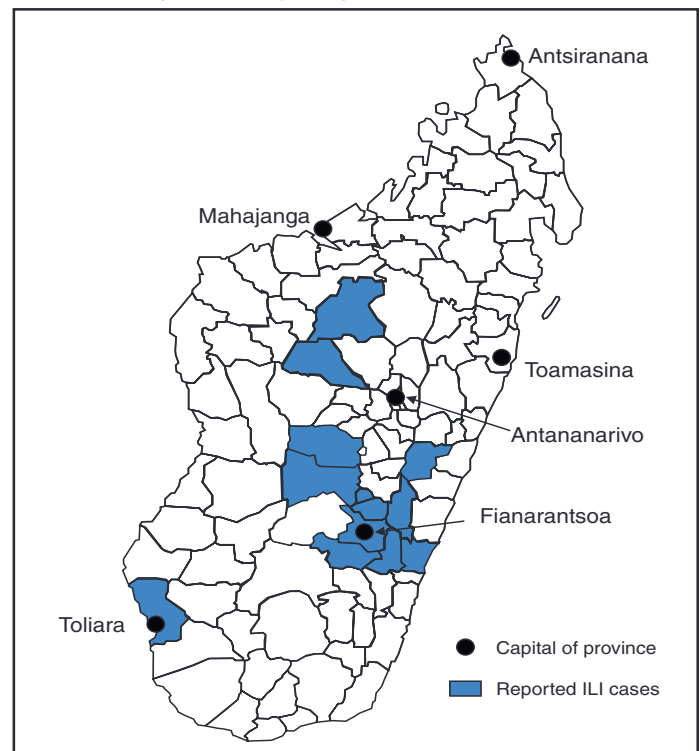 Antsiranana
Mahajanga
Toamasina
Antananarivo
Fianarantsoa
Toliara
Capital of province
Reported ILI cases